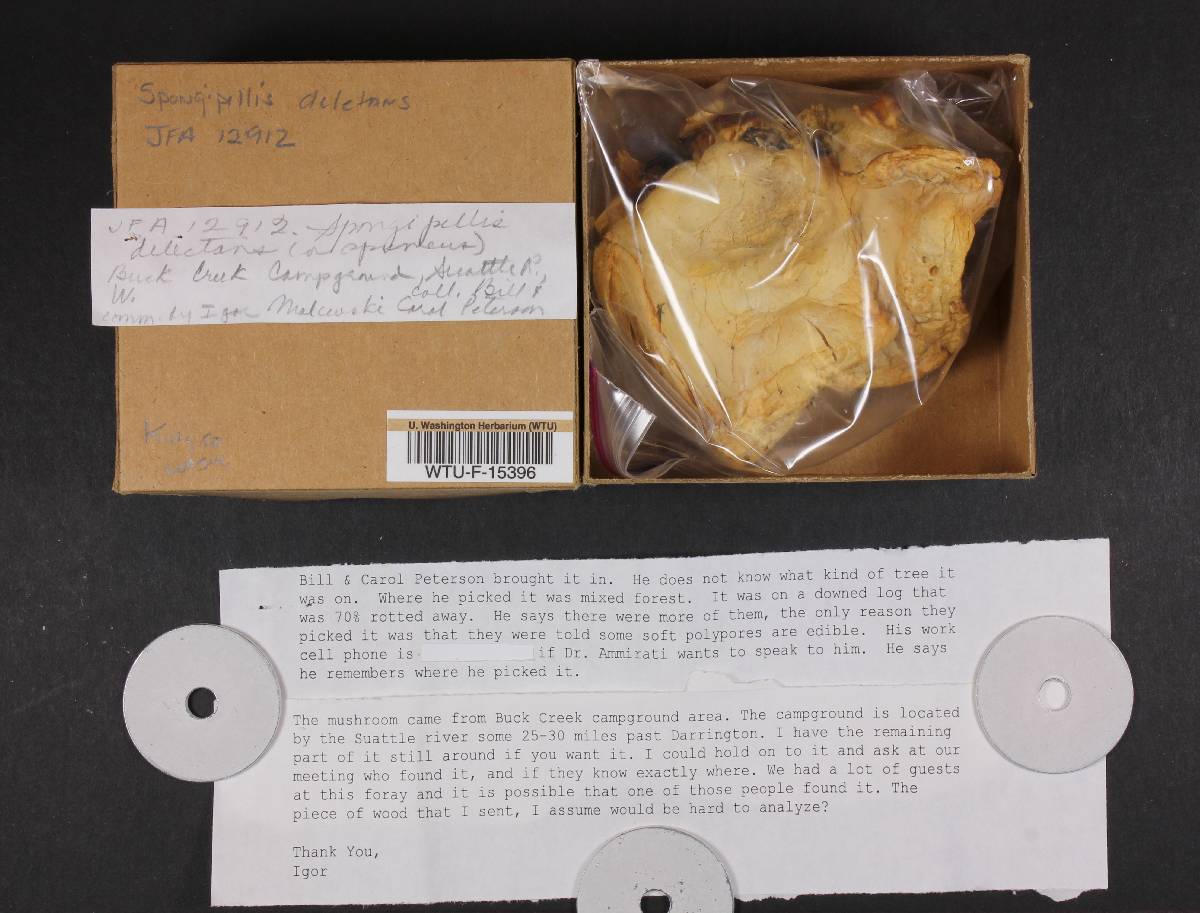 Spongipillis deletans
JFA 12912
JFA 12912. Spongipellis
delectans (or spumeus)
Buck Creek Campground, Suattle R.,
W. coll. Bill &
comm. by Igor Malcevski Carol Peterson
U. Washington Herbarium (WTU)
WTU-F-15396
Bill & Carol Peterson brought it in. He does not know what kind of tree it
was on. Where he picked it was mixed forest. It was on a downed log that
was 70% rotted away. He says there were more of them, the only reason they
picked it was that they were told some soft polypores are edible. His work
cell phone is if Dr. Ammirati wants to speak to him. He says
he remembers where he picked it.
The mushroom came from Buck Creek campground area. The campground is located
by the Suattle river some 25-30 miles past Darrington. I have the remaining
part of it still around if you want it. I could hold on to it and ask at our
meeting who found it, and if they know exactly where. We had a lot of guests
at this foray and it is possible that one of those people found it. The
piece of wood that I sent, I assume would be hard to analyze?
Thank You,
Igor